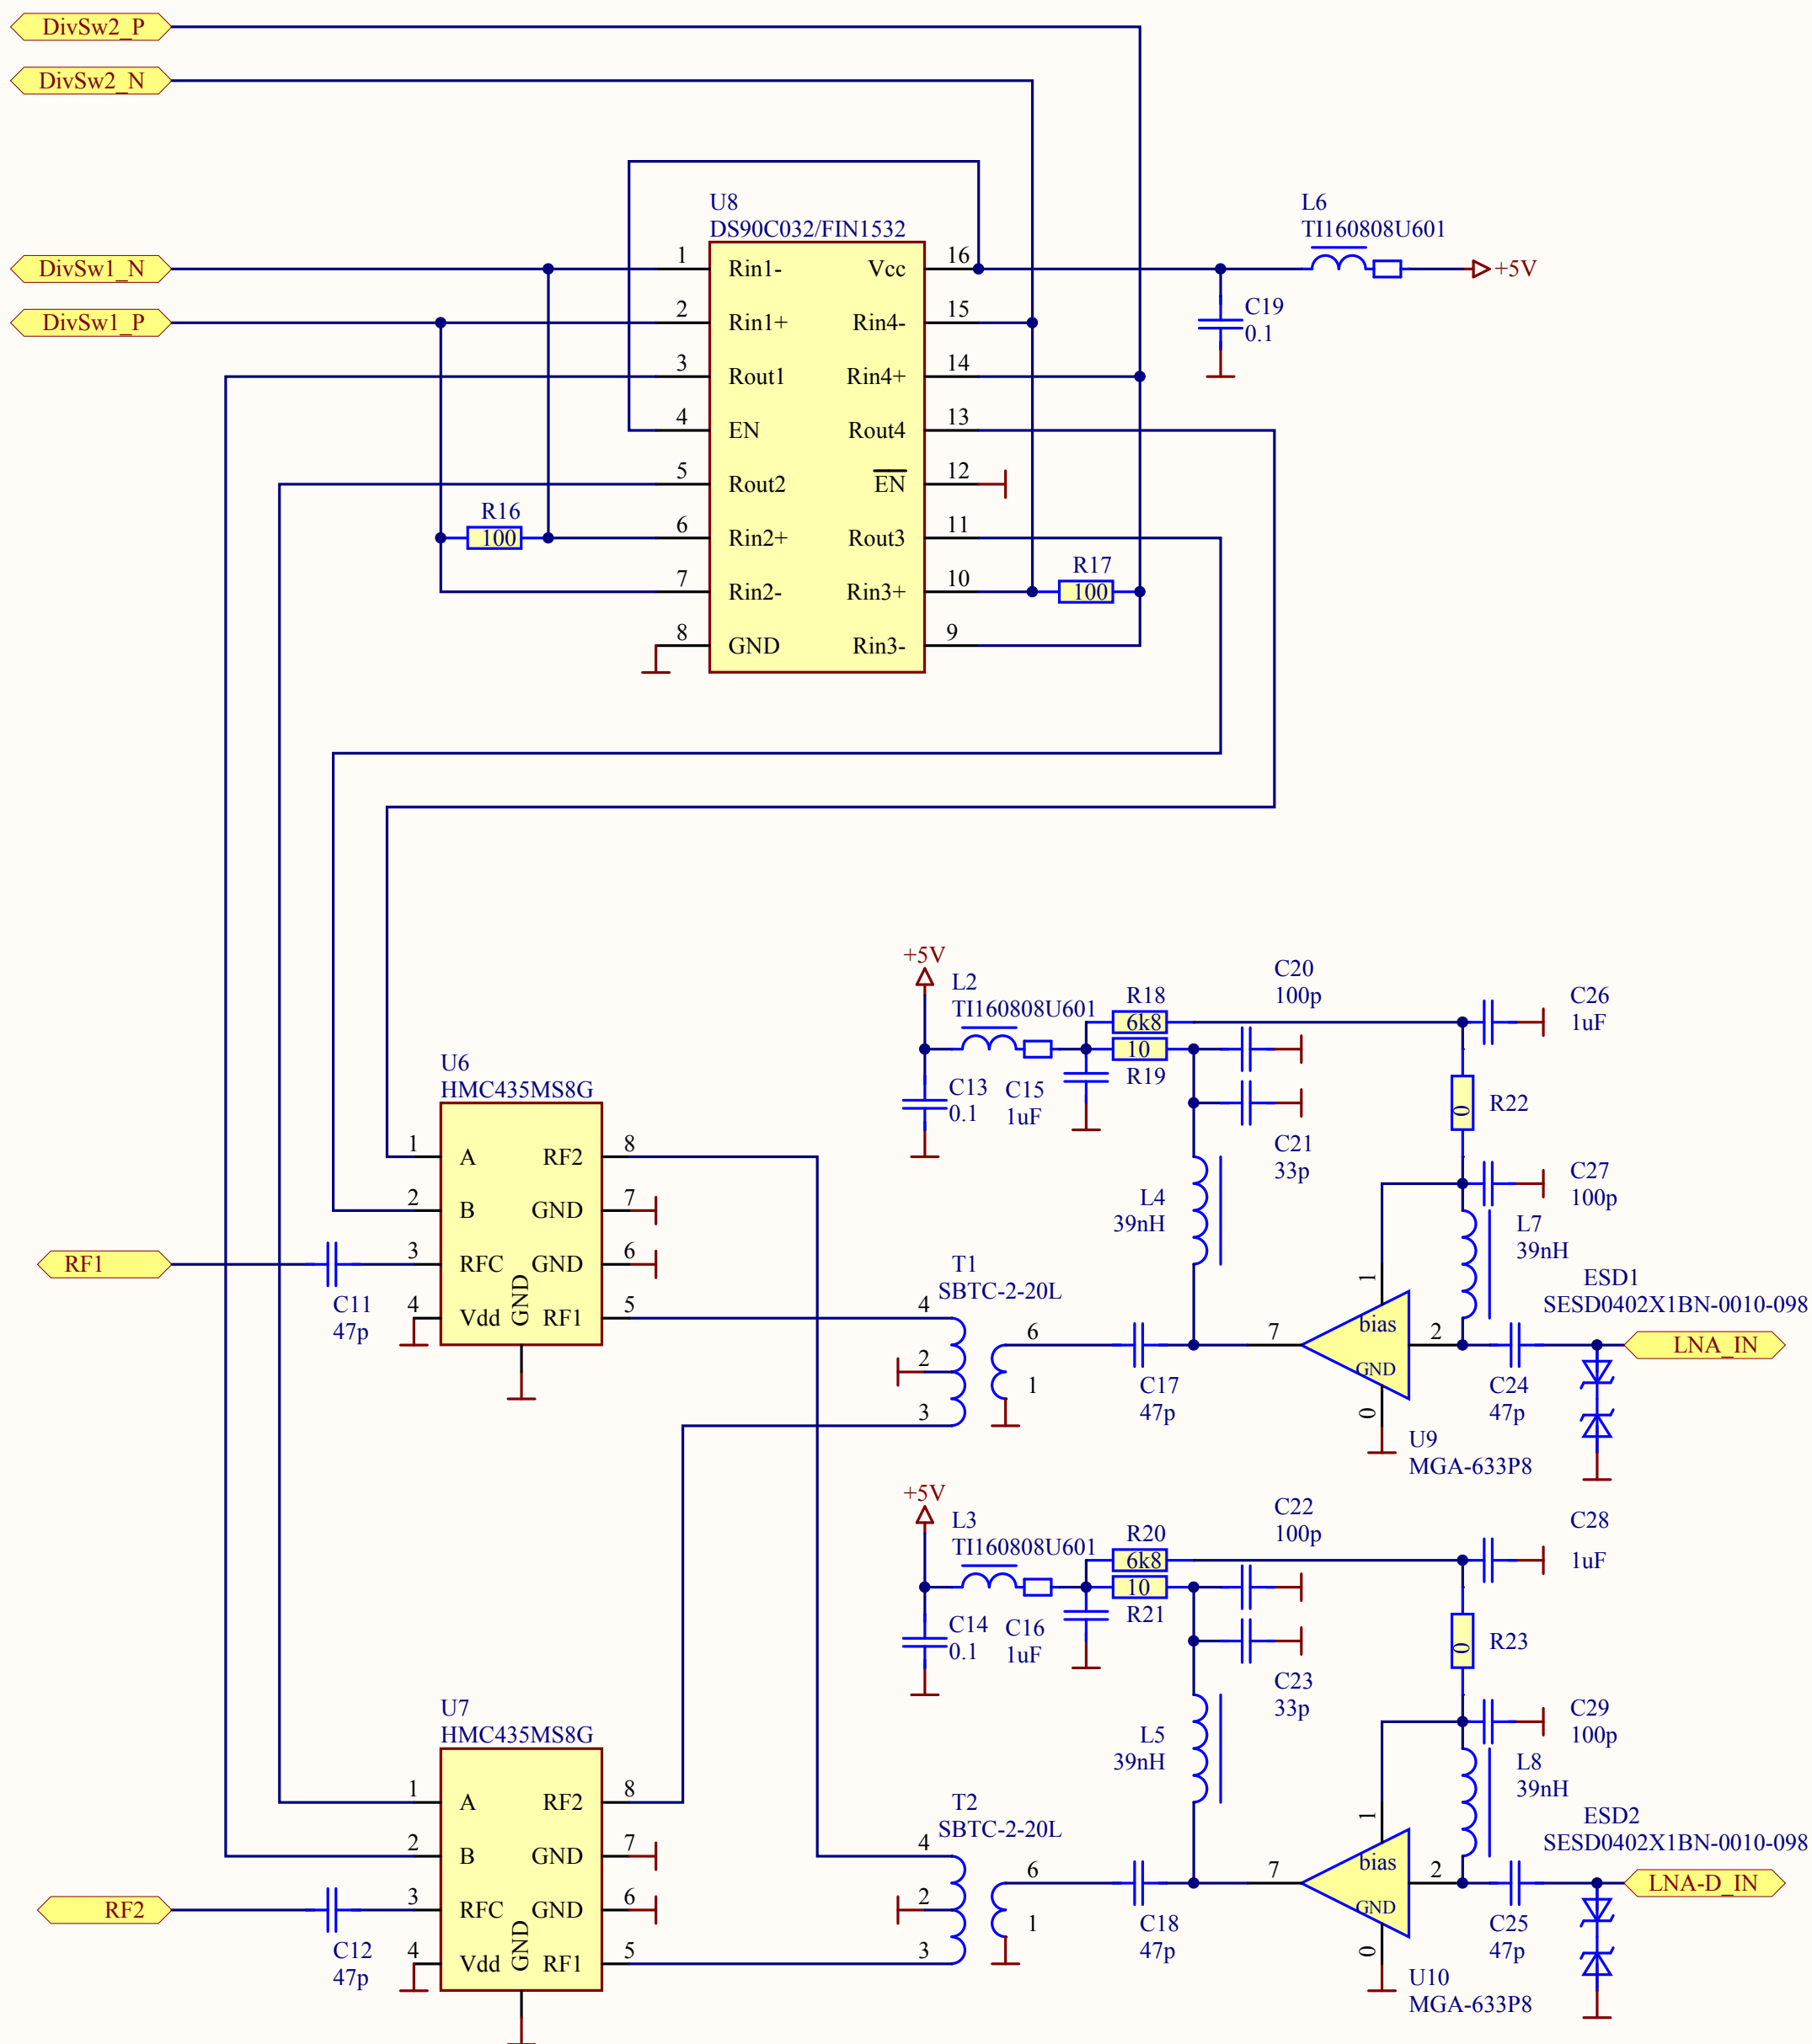 DivSw2_P
DivSw2_N
U8
DS90C032/FIN1532
L6
TI160808U601
DivSw1_N
1
Rin1-
Vcc
16
+5V
DivSw1_P
2
Rin1+
Rin4-
15
C19
0.1
3
Rout1
Rin4+
14
4
EN
Rout4
13
5
Rout2
EN
12
R16
100
6
Rin2+
Rout3
11
7
Rin2-
Rin3+
10
R17
100
8
GND
Rin3-
9
+5V
L2
TI160808U601
R18
6k8
10
R19
C20
100p
C26
1uF
C13
0.1
C15
1uF
R22
0
C21
33p
U6
HMC435MS8G
1
A
RF2
8
2
B
GND
7
RF1
3
RFC
GND
6
4
Vdd
GND
RF1
5
C11
47p
L4
39nH
C27
100p
L7
39nH
T1
SBTC-2-20L
4
2
3
6
1
C17
47p
7
1
bias
GND
2
0
U9
MGA-633P8
C24
47p
ESD1
SESD0402X1BN-0010-098
LNA_IN
+5V
L3
TI160808U601
R20
6k8
10
R21
C22
100p
C28
1uF
C14
0.1
C16
1uF
R23
0
C23
33p
U7
HMC435MS8G
1
A
RF2
8
2
B
GND
7
RF2
3
RFC
GND
6
4
Vdd
GND
RF1
5
C12
47p
L5
39nH
C29
100p
L8
39nH
T2
SBTC-2-20L
4
2
3
6
1
C18
47p
7
1
bias
GND
2
0
U10
MGA-633P8
C25
47p
ESD2
SESD0402X1BN-0010-098
LNA-D_IN